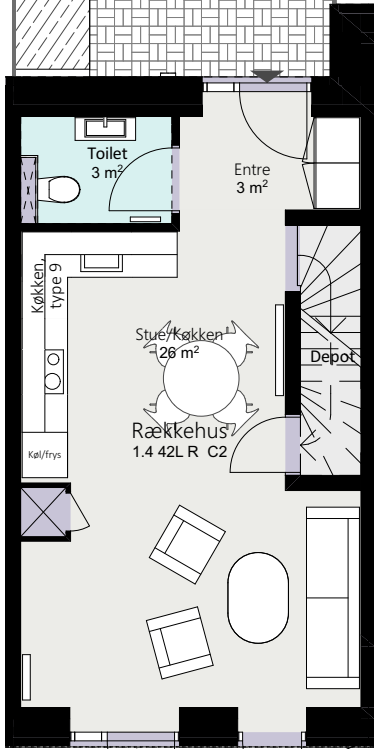 Toilet
3 m²
Entre
3 m²
Køkken,
type 9
Stue/Køkken
26 m²
Depot
Rækkehus
1.4 42L R C2
Køl/frys